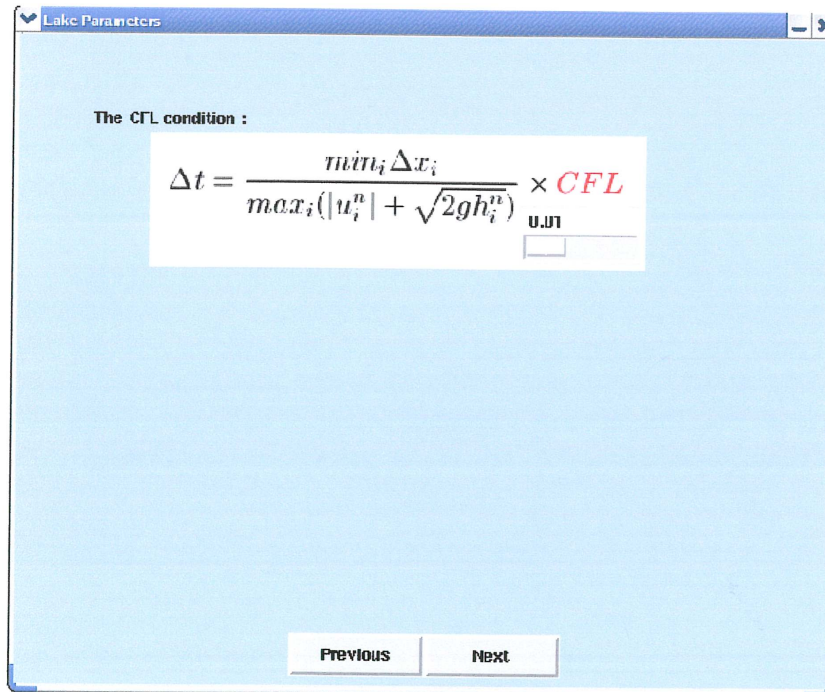 Lake Parameters
The CFL condition :
Δt = min_i Δx_i / max_i(|u_i^n| + √(2gh_i^n)) × CFL
0.01
Previous Next